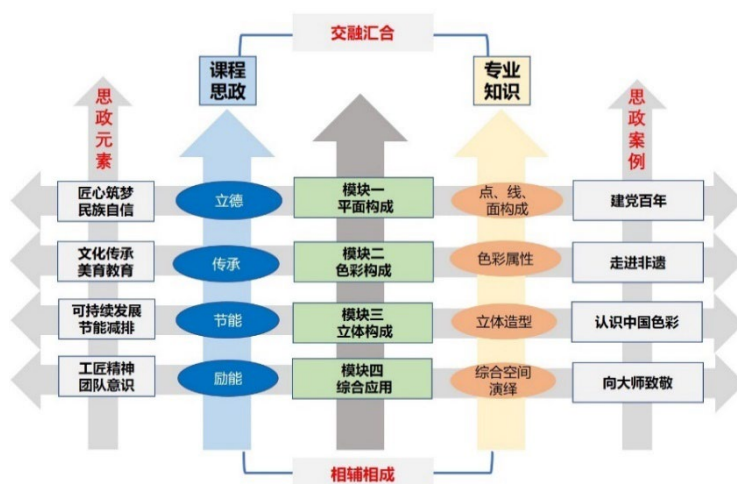 交融汇合
课程
思政
专业
知识
思政元素
思政案例
匠心筑梦
民族自信
立德
模块一
平面构成
点、线、
面构成
建党百年
文化传承
美育教育
传承
模块二
色彩构成
色彩属性
走进非遗
可持续发展
节能减排
节能
模块三
立体构成
立体造型
认识中国色彩
工匠精神
团队意识
励能
模块四
综合应用
综合空间
演绎
向大师致敬
相辅相成